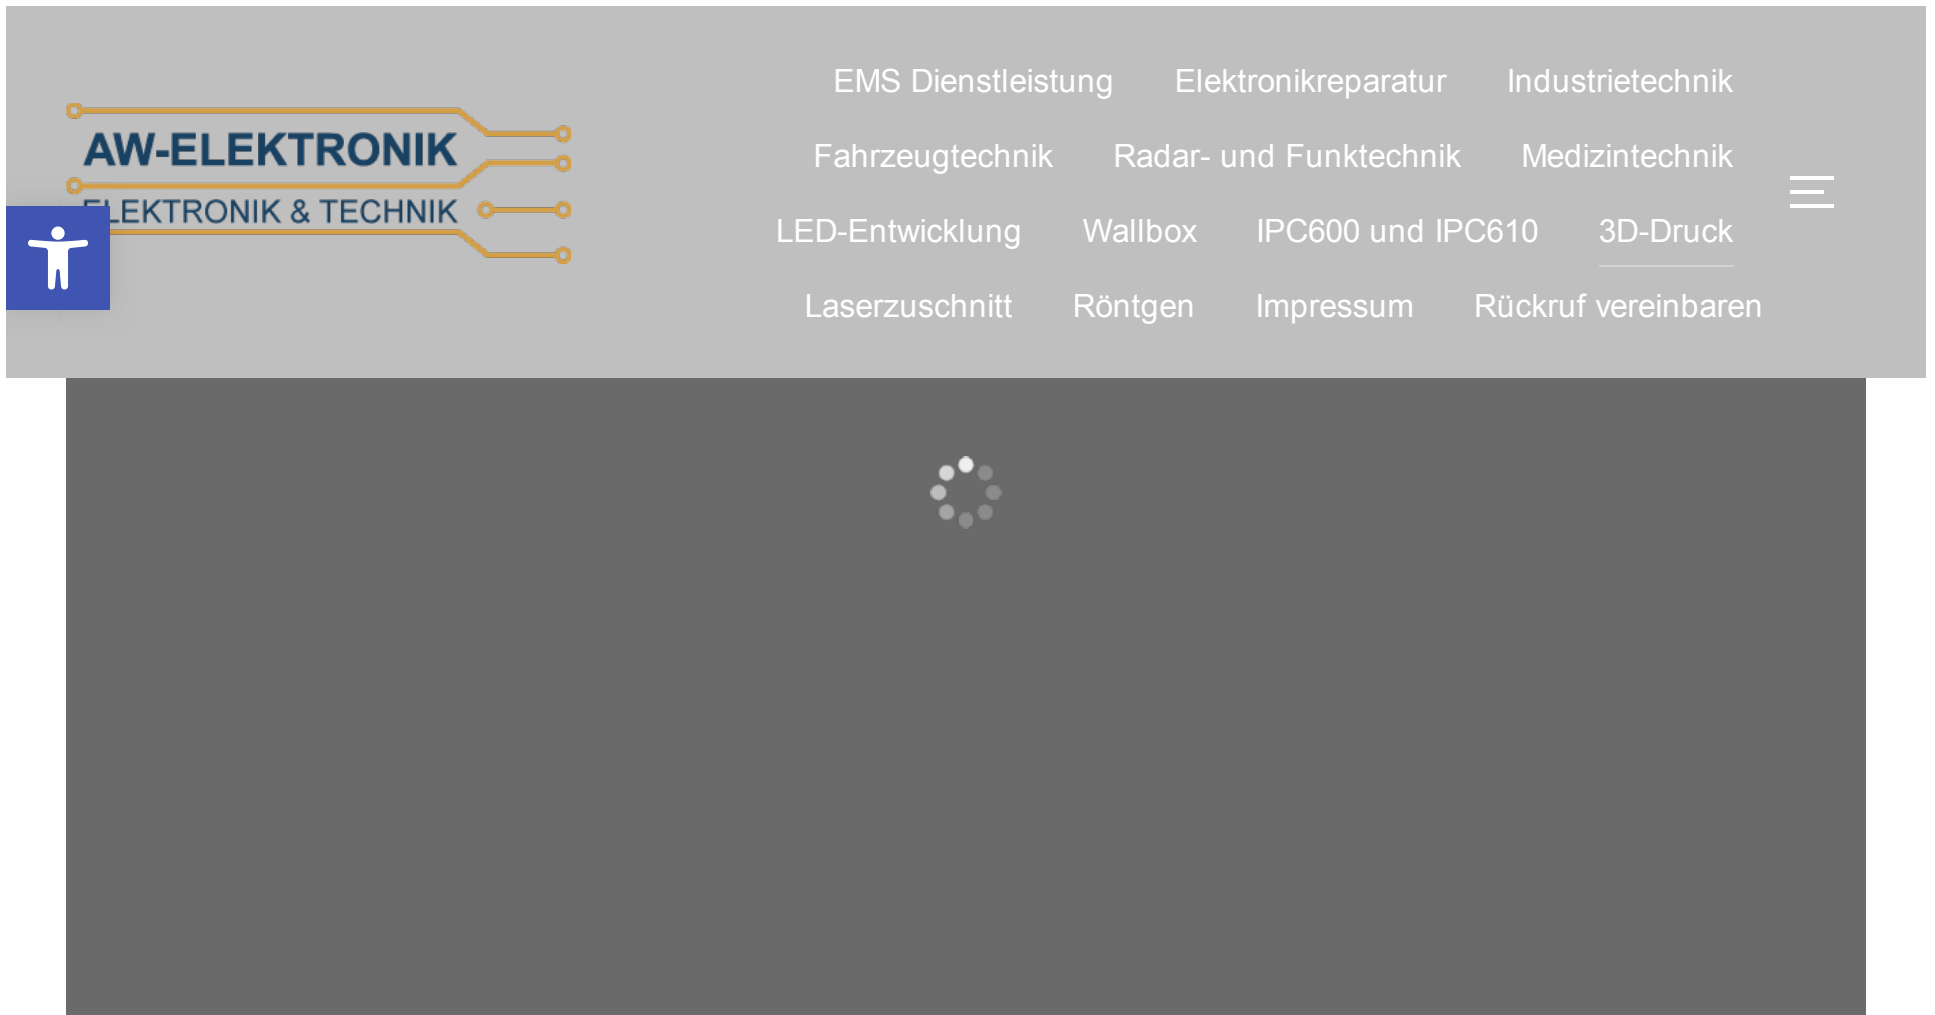 AW-ELEKTRONIK
ELEKTRONIK & TECHNIK
EMS Dienstleistung Elektronikreparatur Industrietechnik
Fahrzeugtechnik Radar- und Funktechnik Medizintechnik
LED-Entwicklung Wallbox IPC600 und IPC610 3D-Druck
Laserzuschnitt Röntgen Impressum Rückruf vereinbaren